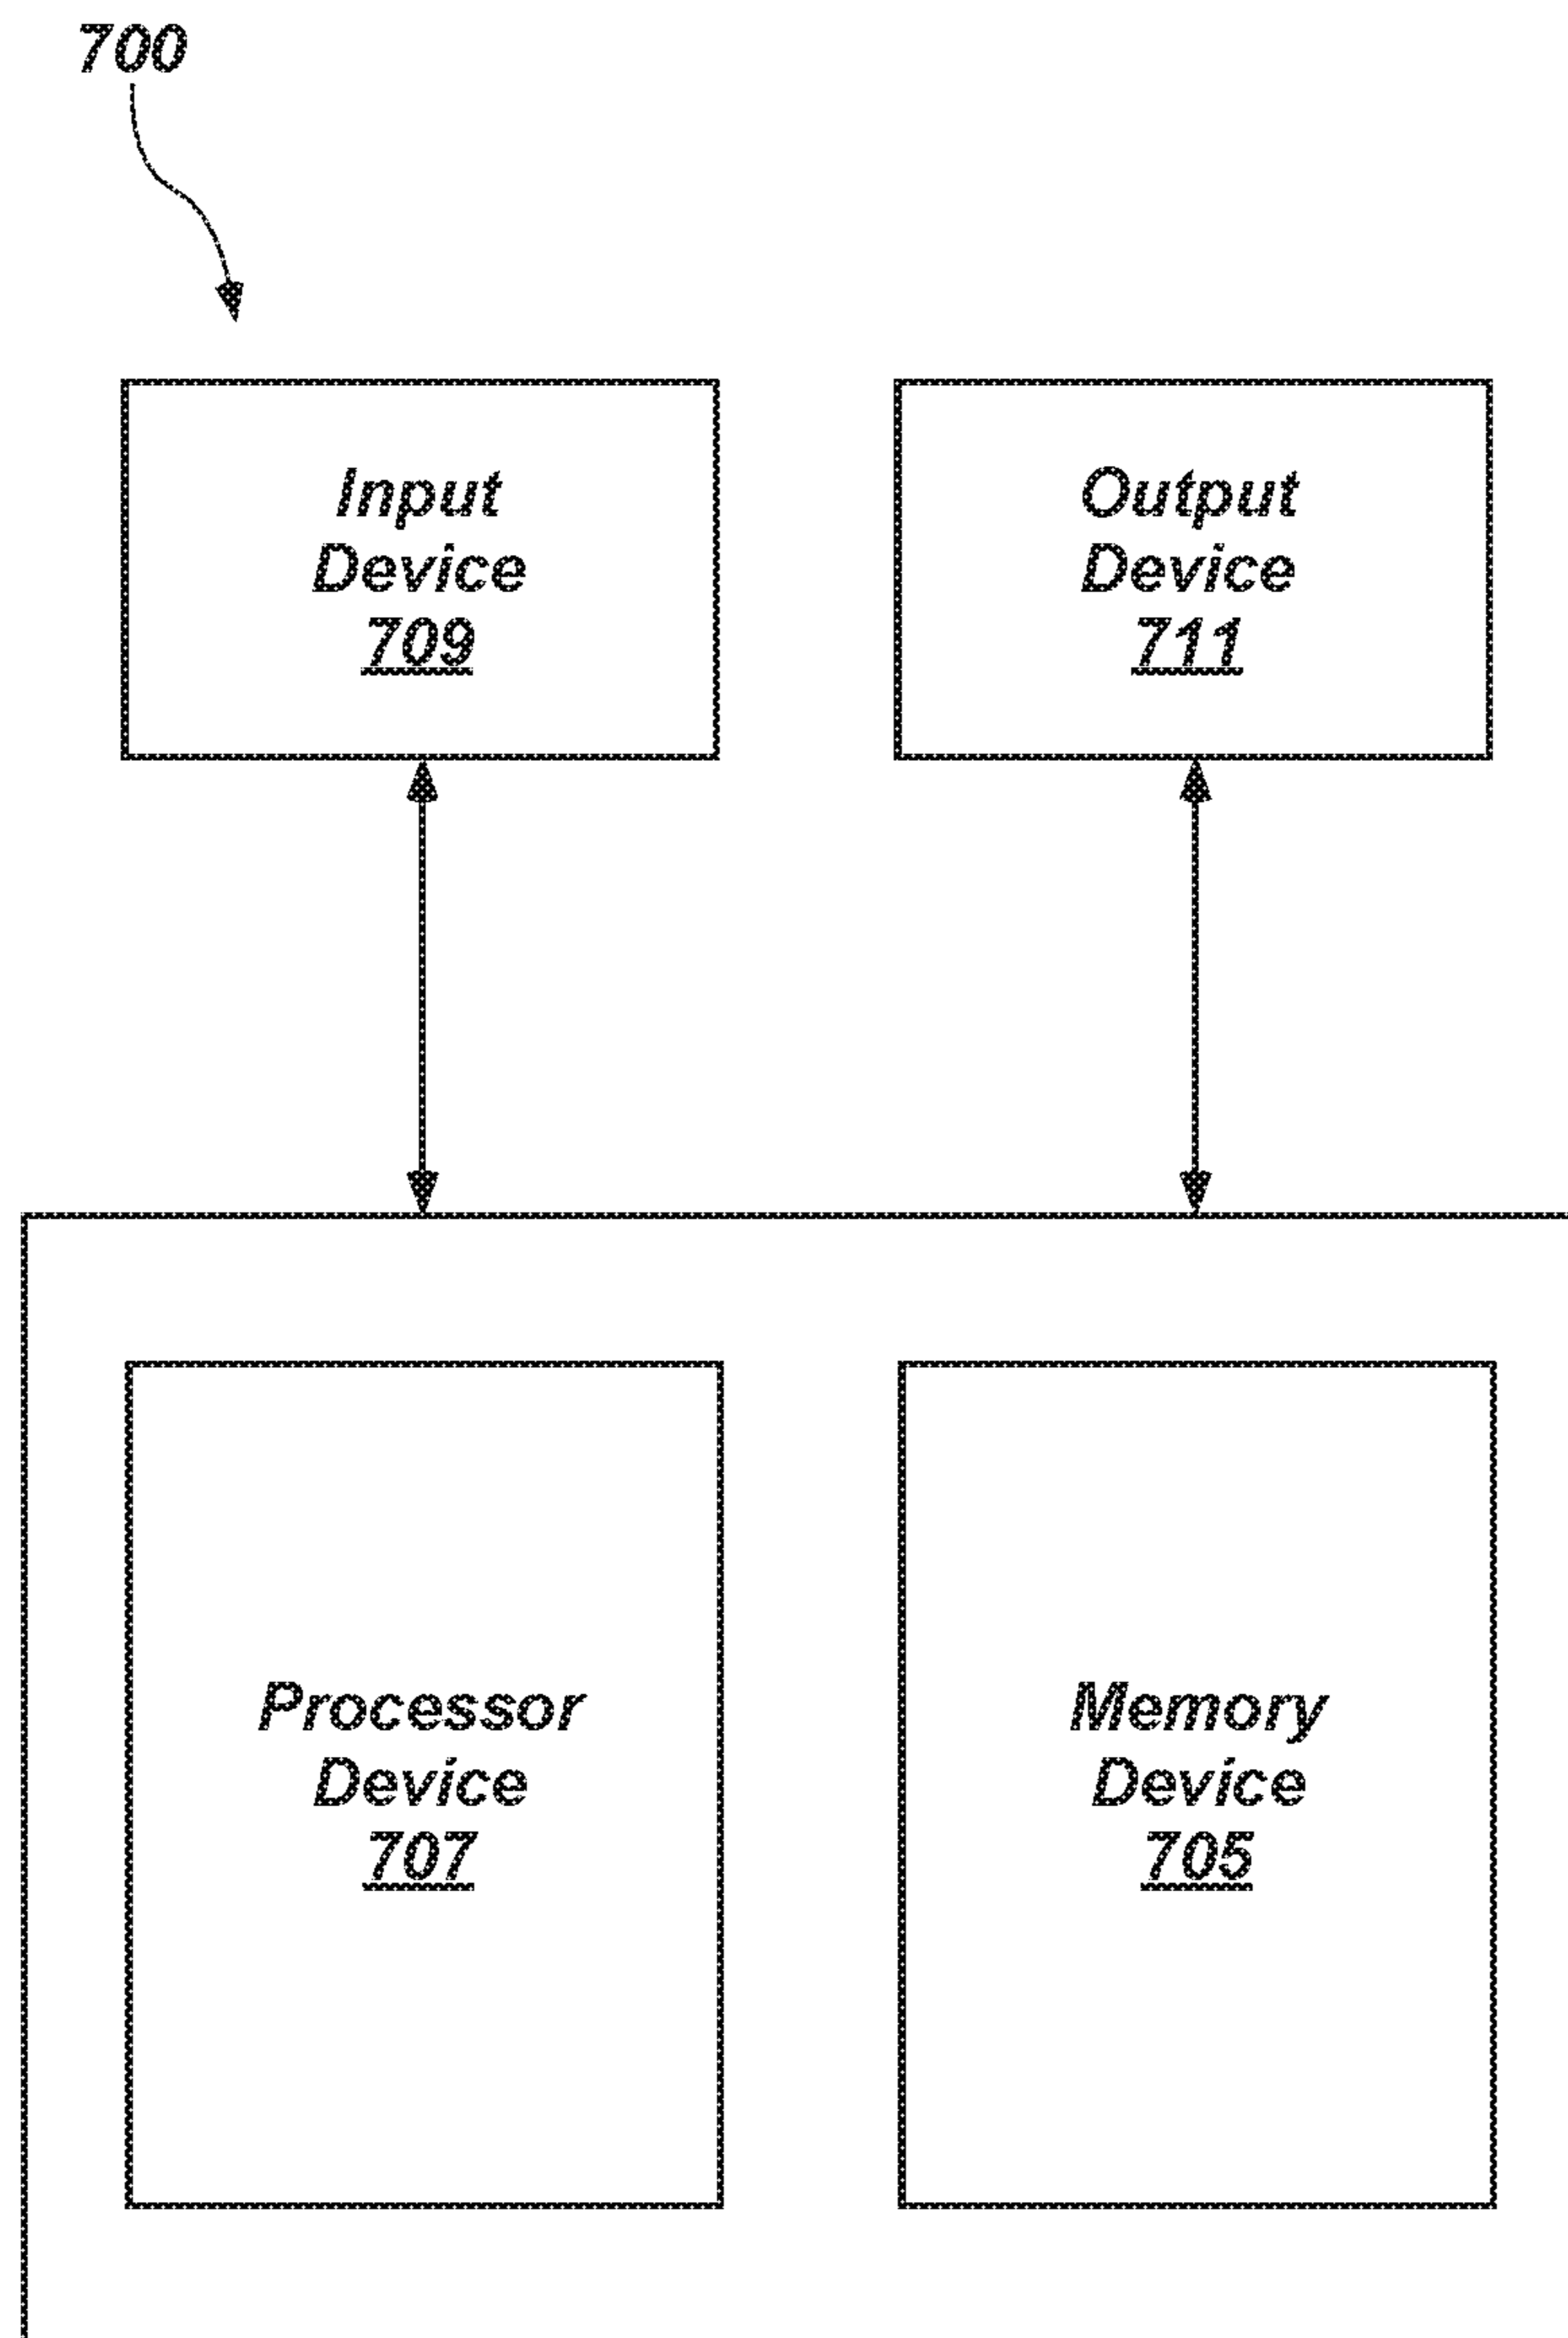 700
Input
Device
709
Output
Device
711
Processor
Device
707
Memory
Device
705